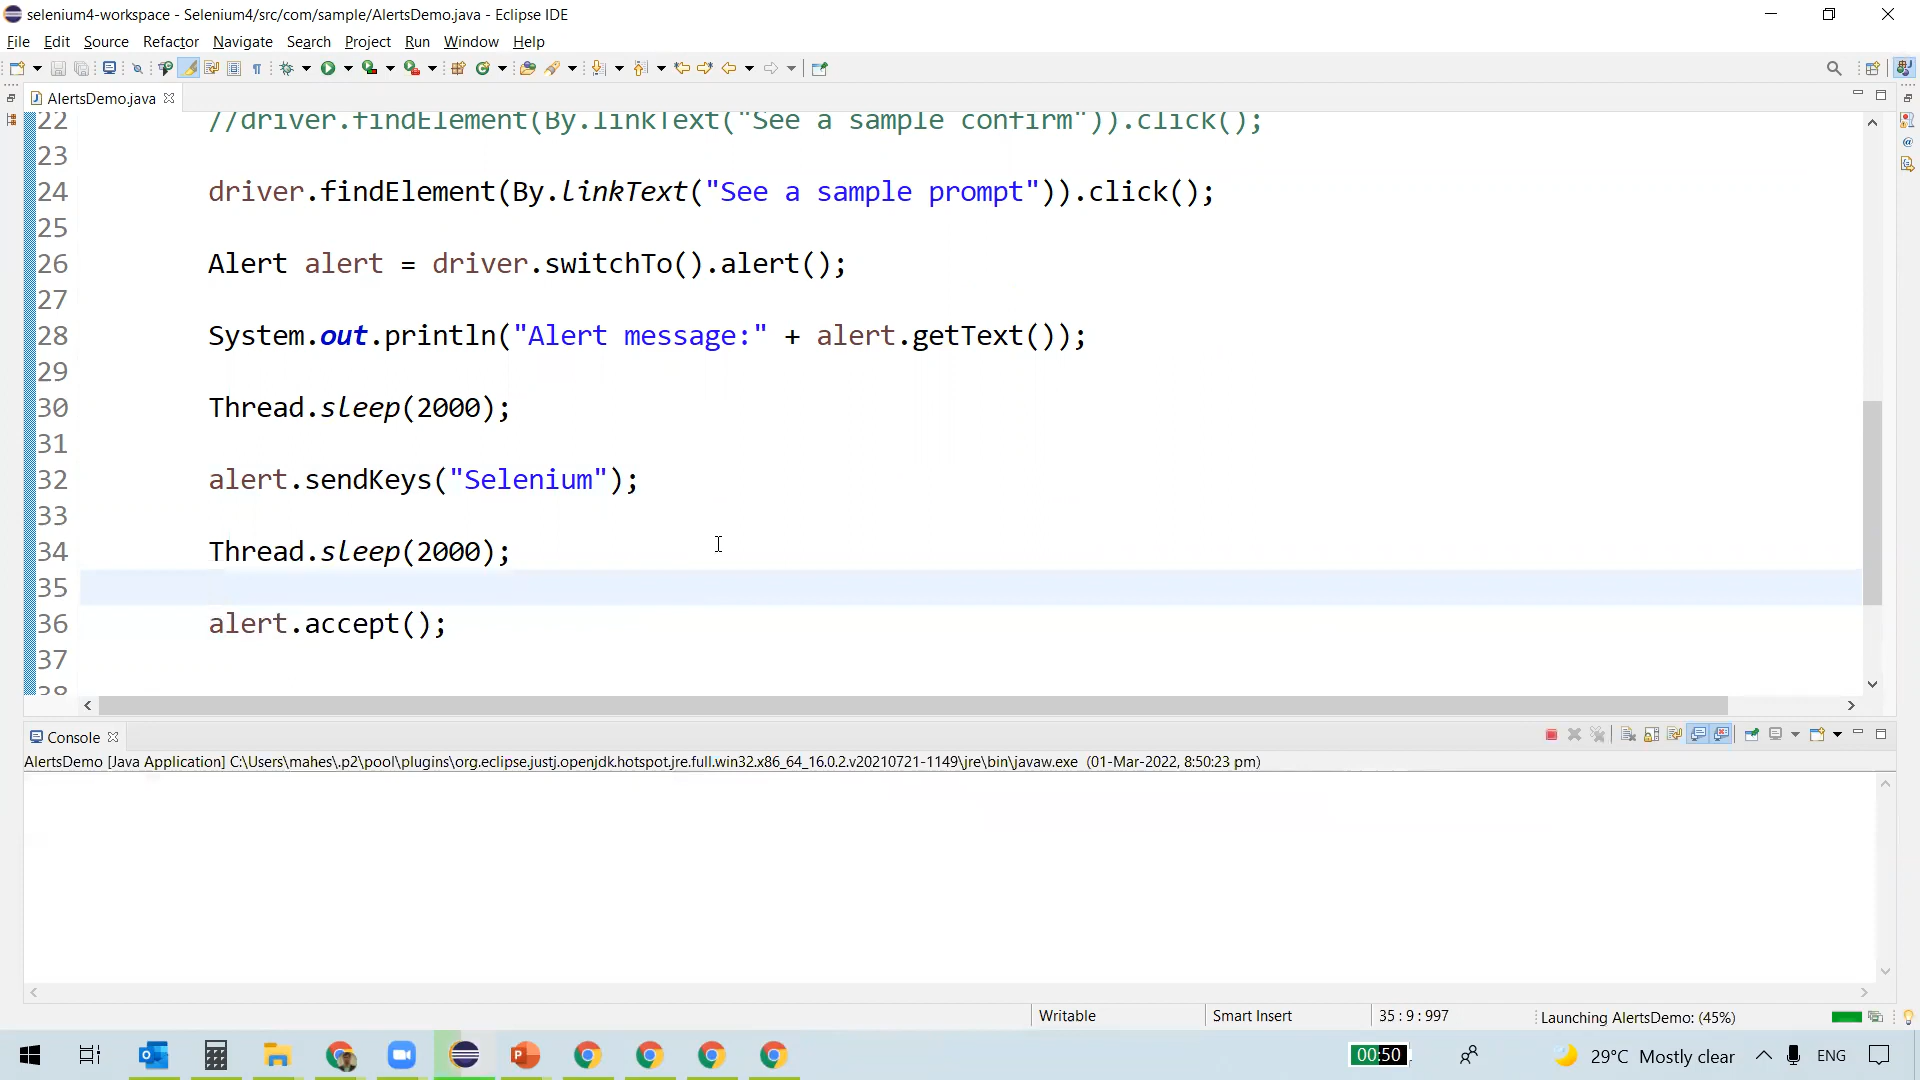 selenium4-workspace - Selenium4/src/com/sample/AlertsDemo.java - Eclipse IDE
File Edit Source Refactor Navigate Search Project Run Window Help
AlertsDemo.java
22 //driver.findElement(By.linkText("See a sample confirm")).click();
23
24 driver.findElement(By.linkText("See a sample prompt")).click();
25
26 Alert alert = driver.switchTo().alert();
27
28 System.out.println("Alert message:" + alert.getText());
29
30 Thread.sleep(2000);
31
32 alert.sendKeys("Selenium");
33
34 Thread.sleep(2000);
35
36 alert.accept();
37
38
Console
AlertsDemo [Java Application] C:\Users\mahes\.p2\pool\plugins\org.eclipse.justj.openjdk.hotspot.jre.full.win32.x86_64_16.0.2.v20210721-1149\jre\bin\javaw.exe (01-Mar-2022, 8:50:23 pm)
Writable Smart Insert 35 : 9 : 997 Launching AlertsDemo: (45%)
00:50 29°C Mostly clear ENG